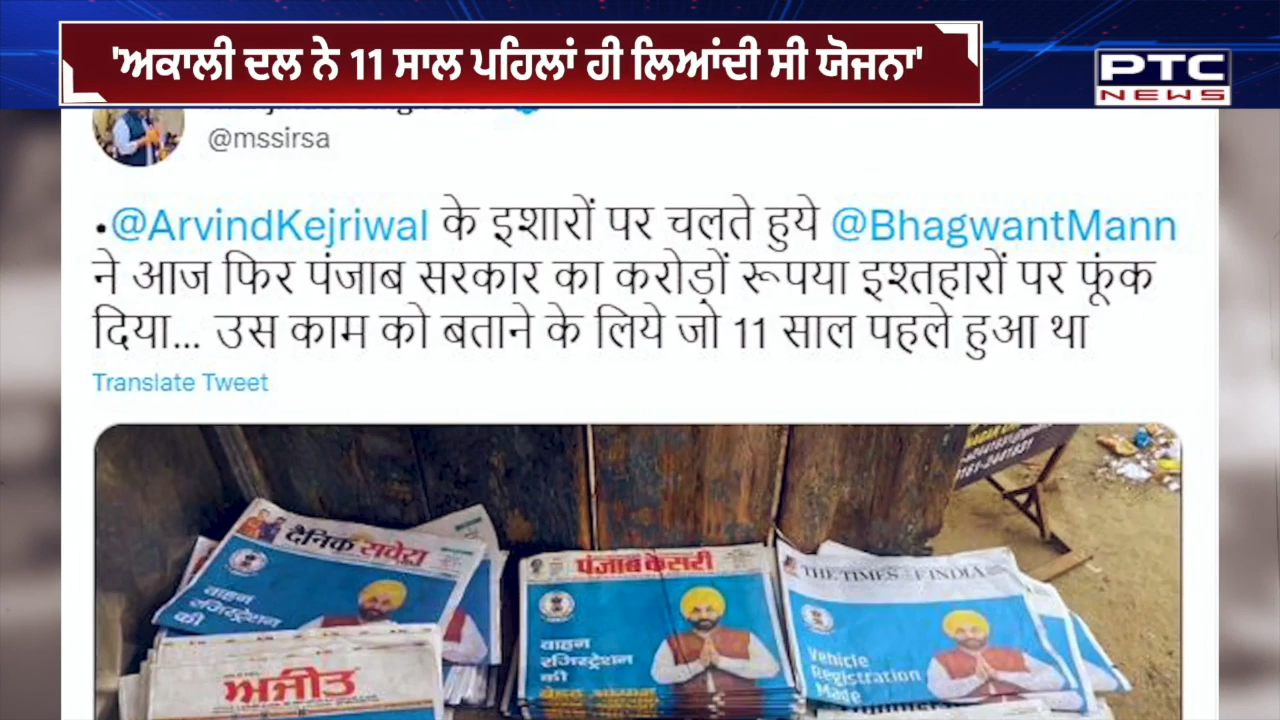 'ਅਕਾਲੀ ਦਲ ਨੇ 11 ਸਾਲ ਪਹਿਲਾਂ ਹੀ ਲਿਆਂਦੀ ਸੀ ਯੋਜਨਾ'
PTC
NEWS
@mssirsa
•@ArvindKejriwal के इशारों पर चलते हुये @BhagwantMann
ने आज फिर पंजाब सरकार का करोड़ों रूपया इश्तहारों पर फूंक
दिया... उस काम को बताने के लिये जो 11 साल पहले हुआ था
Translate Tweet
दैनिक सवेरा
वाहन
रजिस्ट्रेशन
की
ਅਜੀਤ
पंजाब केसरी
वाहन
रजिस्ट्रेशन
की
THE TIMES OF INDIA
Vehicle
Registration
Made